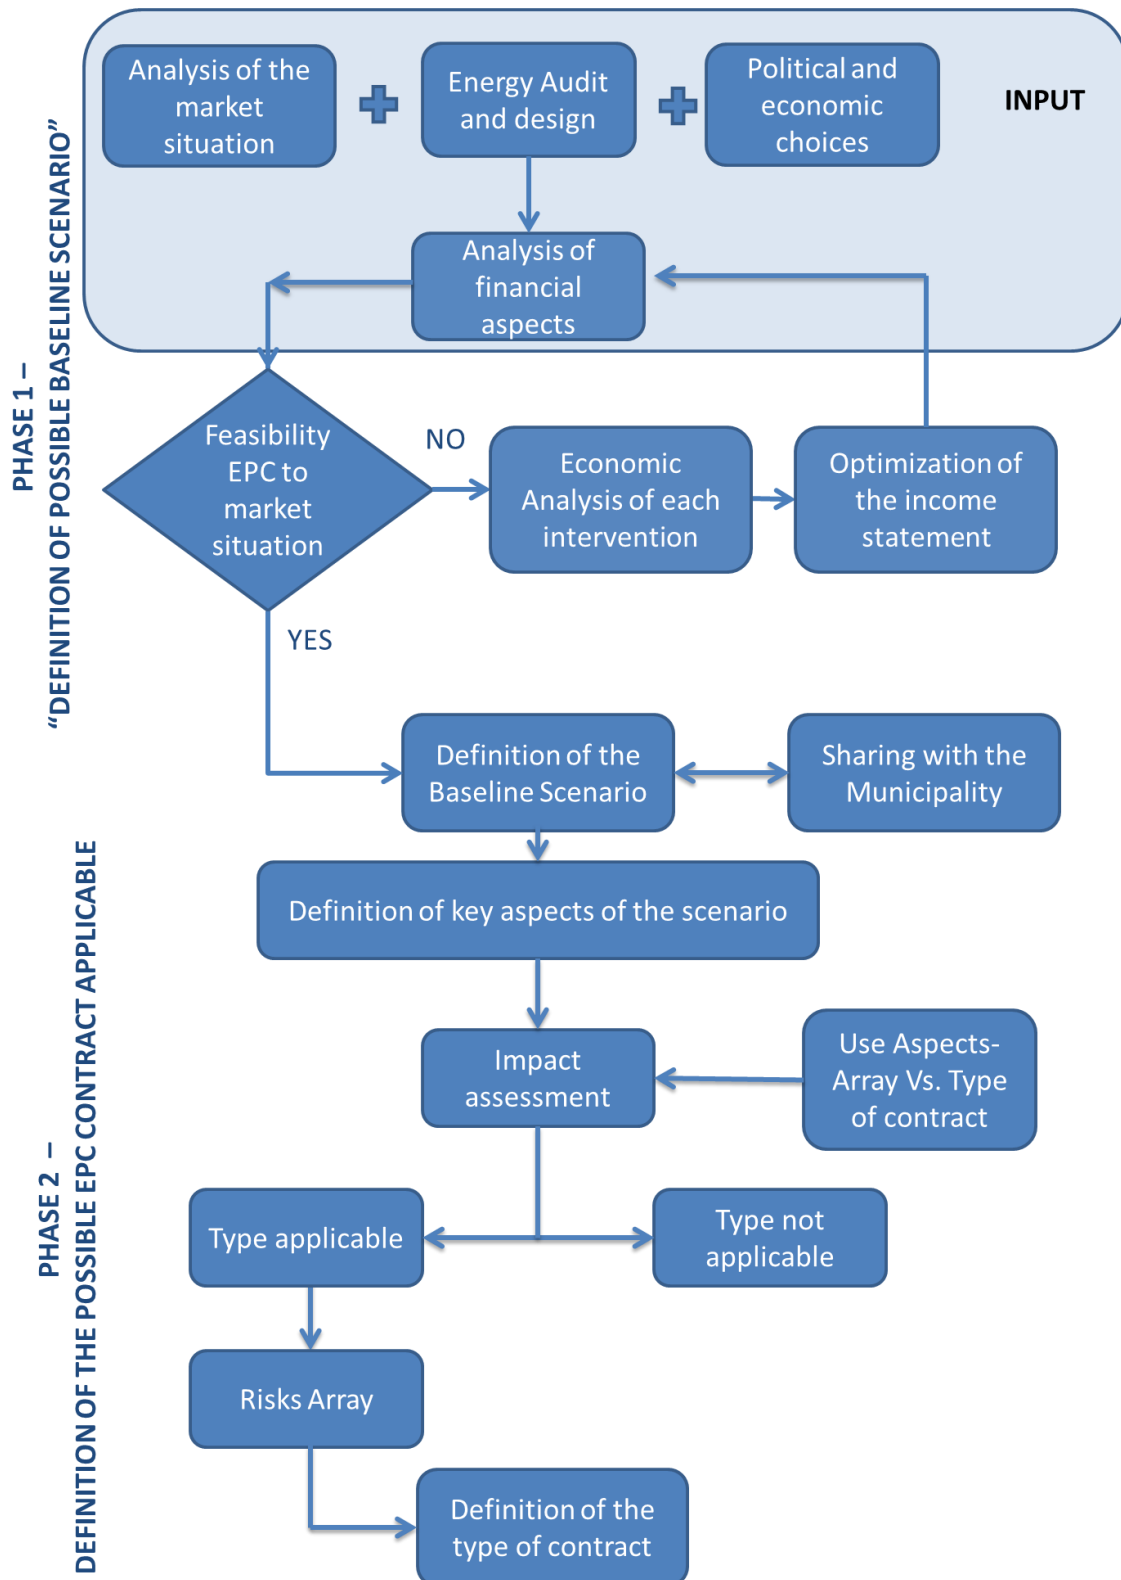 Analysis of the
market
situation
Energy Audit
and design
Political and
economic
choices
INPUT
Analysis of
financial
aspects
PHASE 1 –
“DEFINITION OF POSSIBLE BASELINE SCENARIO”
Feasibility
EPC to
market
situation
NO
Economic
Analysis of each
intervention
Optimization of
the income
statement
YES
Definition of the
Baseline Scenario
Sharing with the
Municipality
PHASE 2 –
DEFINITION OF THE POSSIBLE EPC CONTRACT APPLICABLE
Definition of key aspects of the scenario
Impact
assessment
Use Aspects-
Array Vs. Type
of contract
Type applicable
Type not
applicable
Risks Array
Definition of the
type of contract